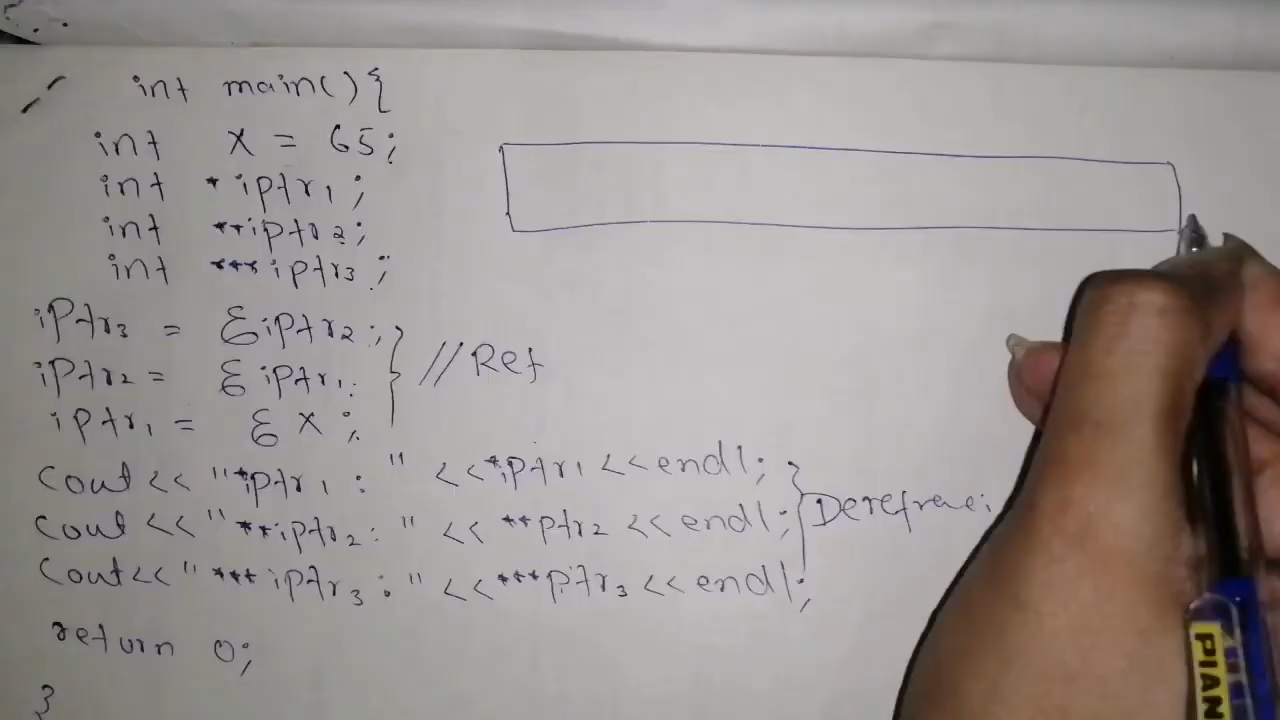 int main(){
int x = 65;
int *iptr1;
int **iptr2;
int ***iptr3;
iptr3 = &iptr2;
iptr2 = &iptr1;
iptr1 = &x;
} //Ref
cout<<"*iptr1: " <<*iptr1<<endl;
cout<<"**iptr2: " << **ptr2 << endl;
cout<<"***iptr3: " <<***ptr3<<endl;
} Derefrenci
return 0;
}
PIAN